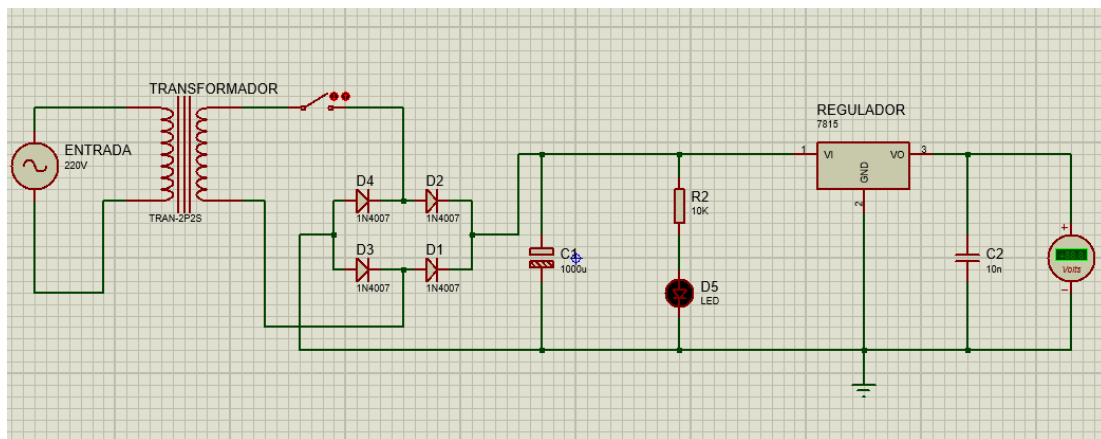 TRANSFORMADOR
TRAN-2P2S
ENTRADA
220V
D4
1N4007
D2
1N4007
D3
1N4007
D1
1N4007
C1
1000u
R2
10K
D5
LED
REGULADOR
7815
1
VI
VO
3
GND
2
C2
10n
+
Volts
−